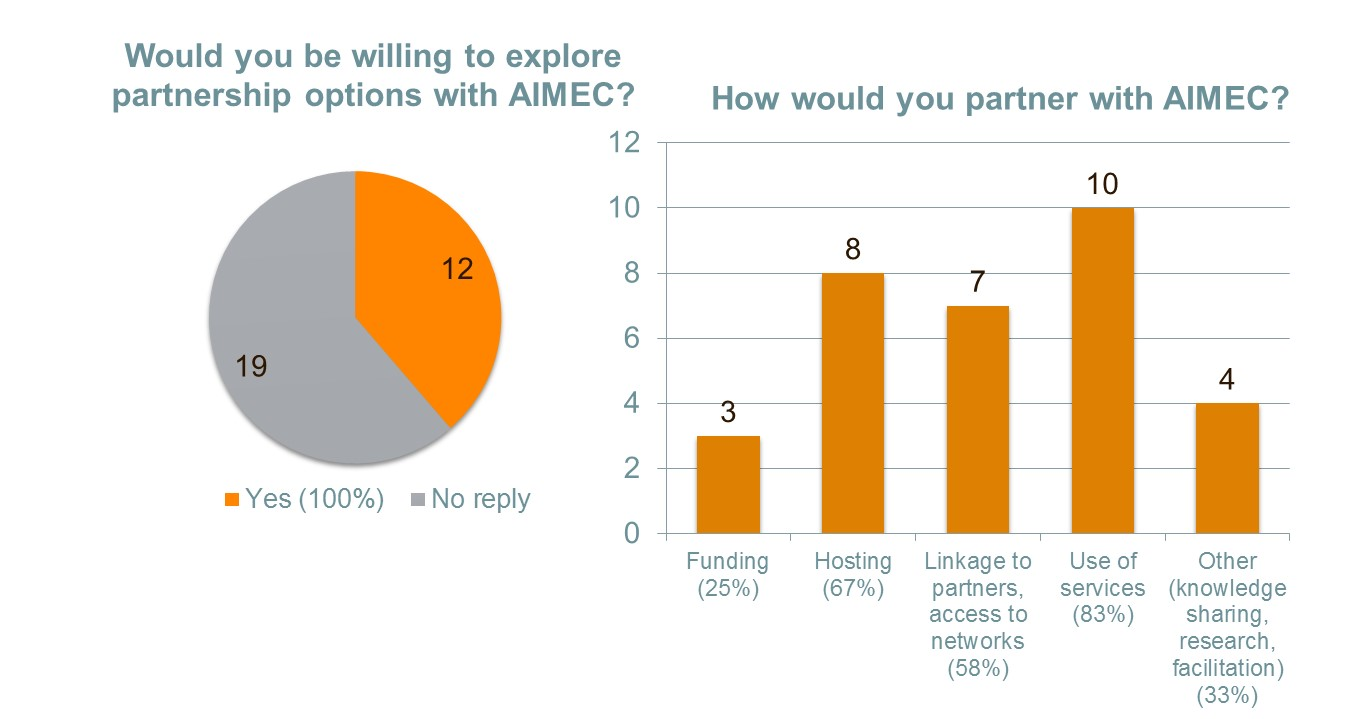 Would you be willing to explore
partnership options with AIMEC?
12
19
Yes (100%)
No reply
How would you partner with AIMEC?
12
10
8
6
4
2
0
3
8
7
10
4
Funding
(25%)
Hosting
(67%)
Linkage to
partners,
access to
networks
(58%)
Use of
services
(83%)
Other
(knowledge
sharing,
research,
facilitation)
(33%)